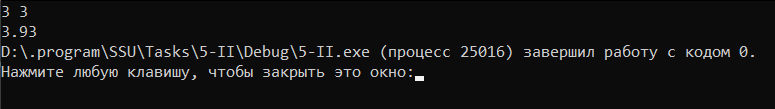 3 3
3.93
D:\.program\SSU\Tasks\5-II\Debug\5-II.exe (процесс 25016) завершил работу с кодом 0.
Нажмите любую клавишу, чтобы закрыть это окно: